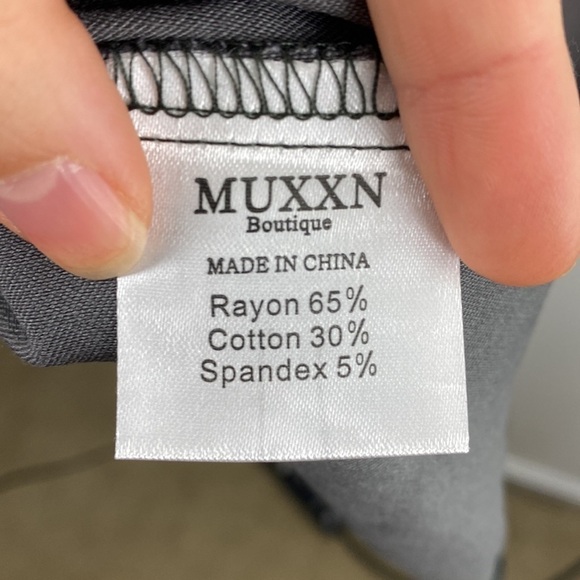 MUXXN
Boutique
MADE IN CHINA
Rayon 65%
Cotton 30%
Spandex 5%